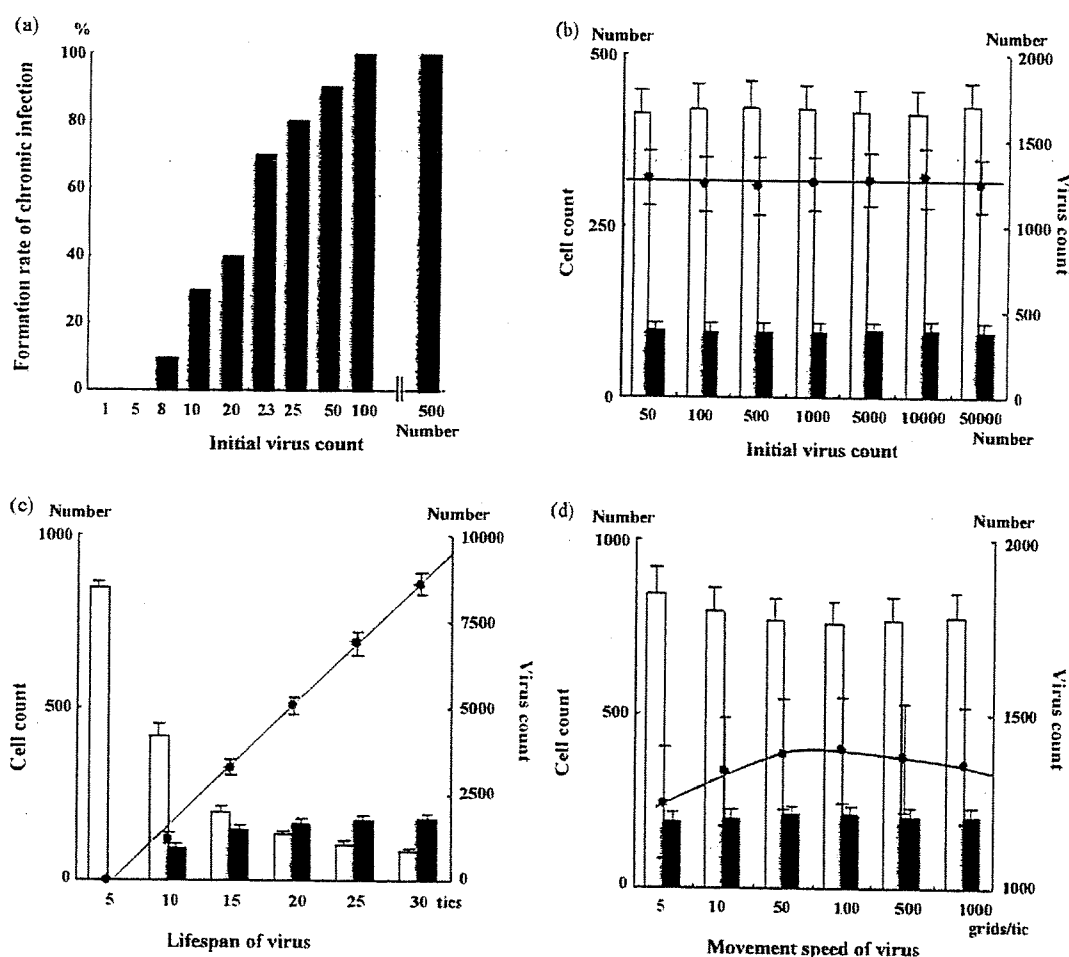 (a)
%
100
80
60
40
20
0
Formation rate of chronic infection
1 5 8 10 20 23 25 50 100 500
Number
Initial virus count
(b)
Number
Number
500
250
0
Cell count
2000
1500
1000
500
0
Virus count
50 100 500 1000 5000 10000 50000
Number
Initial virus count
(c)
Number
Number
1000
500
0
Cell count
10000
7500
5000
2500
0
Virus count
5 10 15 20 25 30 tics
Lifespan of virus
(d)
Number
Number
1000
500
0
Cell count
2000
1500
1000
Virus count
5 10 50 100 500 1000
grids/tic
Movement speed of virus